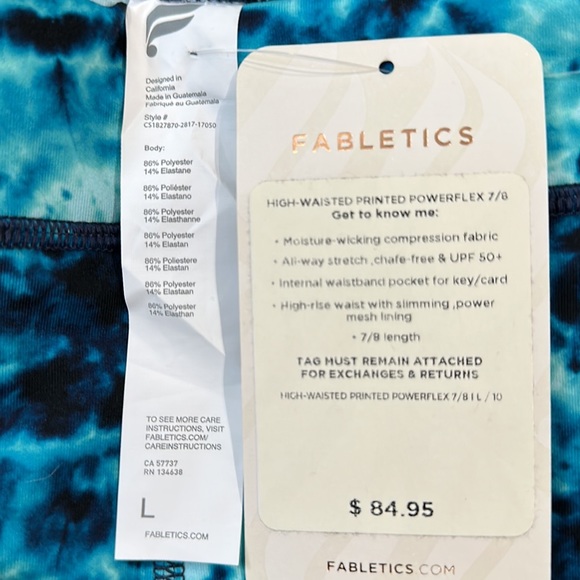 Designed in
California
Made in Guatemala
Fabriqué au Guatemala
Style #
CS1827870-2817-17050
Body:
86% Polyester
14% Elastane
86% Poliéster
14% Elastano
86% Polyester
14% Elasthanne
86% Polyester
14% Elastan
86% Poliestere
14% Elastan
86% Polyester
14% Elastaan
86% Polyester
14% Elasthan
TO SEE MORE CARE
INSTRUCTIONS, VISIT
FABLETICS.COM/
CAREINSTRUCTIONS
CA 57737
RN 134638
L
FABLETICS.COM
FABLETICS
HIGH-WAISTED PRINTED POWERFLEX 7/8
Get to know me:
• Moisture-wicking compression fabric
• All-way stretch ,chafe-free & UPF 50+
• Internal waistband pocket for key/card
• High-rise waist with slimming ,power
mesh lining
• 7/8 length
TAG MUST REMAIN ATTACHED
FOR EXCHANGES & RETURNS
HIGH-WAISTED PRINTED POWERFLEX 7/8 | L / 10
$ 84.95
FABLETICS.COM